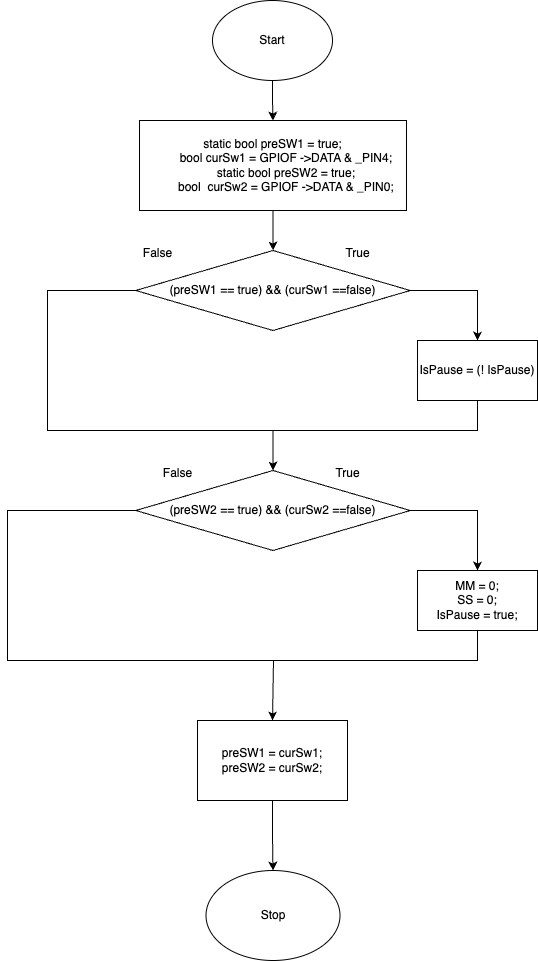 Start
static bool preSW1 = true;
bool curSw1 = GPIOF ->DATA & _PIN4;
static bool preSW2 = true;
bool  curSw2 = GPIOF ->DATA & _PIN0;
False
True
(preSW1 == true) && (curSw1 ==false)
IsPause = (! IsPause)
False
True
(preSW2 == true) && (curSw2 ==false)
MM = 0;
SS = 0;
IsPause = true;
preSW1 = curSw1;
preSW2 = curSw2;
Stop